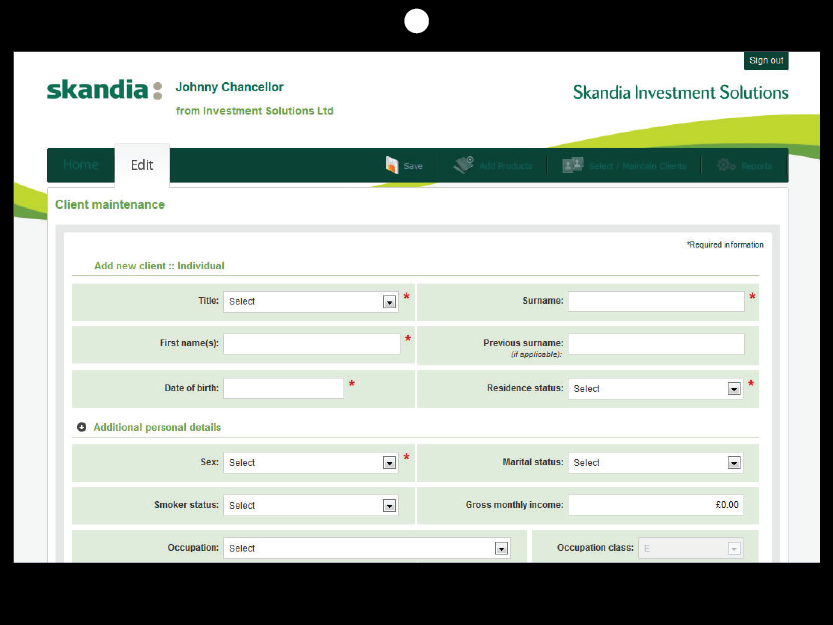 Sign out
skandia:
Johnny Chancellor
from Investment Solutions Ltd
Skandia Investment Solutions
Home
Edit
Save
Add Products
Select / Maintain Clients
Reports
Client maintenance
*Required information
Add new client :: Individual
Title:
Select
*
Surname:
*
First name(s):
*
Previous surname:
(if applicable):
Date of birth:
*
Residence status:
Select
*
Additional personal details
Sex:
Select
*
Marital status:
Select
Smoker status:
Select
Gross monthly income:
£0.00
Occupation:
Select
Occupation class:
E